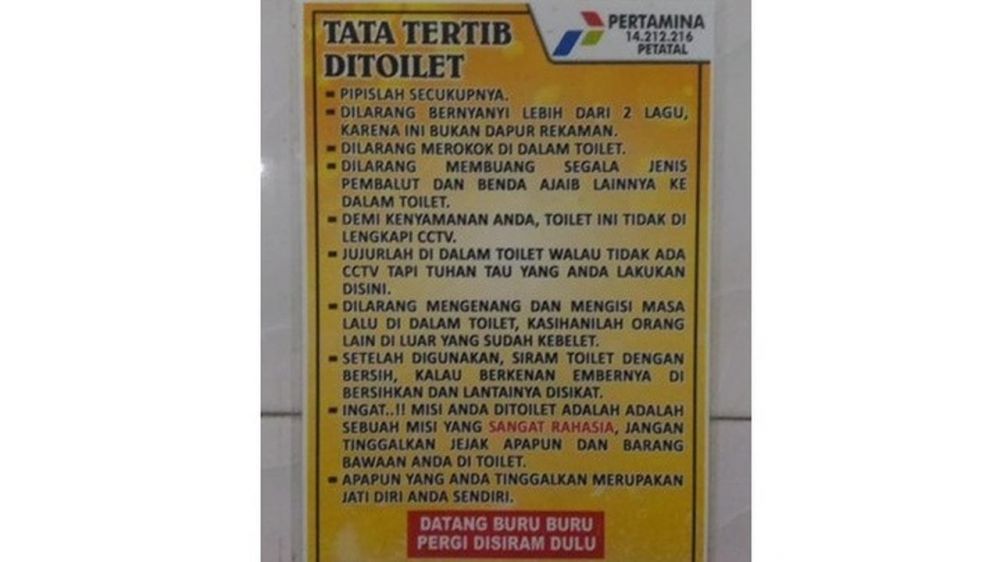 TATA TERTIB
DITOILET
PERTAMINA
14.212.216
PETATAL
PIPISLAH SECUKUPNYA.
DILARANG BERNYANYI LEBIH DARI 2 LAGU,
KARENA INI BUKAN DAPUR REKAMAN.
DILARANG MEROKOK DI DALAM TOILET.
DILARANG MEMBUANG SEGALA JENIS
PEMBALUT DAN BENDA AJAIB LAINNYA KE
DALAM TOILET.
DEMI KENYAMANAN ANDA, TOILET INI TIDAK DI
LENGKAPI CCTV.
JUJURLAH DI DALAM TOILET WALAU TIDAK ADA
CCTV TAPI TUHAN TAU YANG ANDA LAKUKAN
DISINI.
DILARANG MENGENANG DAN MENGISI MASA
LALU DI DALAM TOILET, KASIHANILAH ORANG
LAIN DI LUAR YANG SUDAH KEBELET.
SETELAH DIGUNAKAN, SIRAM TOILET DENGAN
BERSIH, KALAU BERKENAN EMBERNYA DI
BERSIHKAN DAN LANTAINYA DISIKAT.
INGAT..!! MISI ANDA DITOILET ADALAH ADALAH
SEBUAH MISI YANG SANGAT RAHASIA, JANGAN
TINGGALKAN JEJAK APAPUN DAN BARANG
BAWAAN ANDA DI TOILET.
APAPUN YANG ANDA TINGGALKAN MERUPAKAN
JATI DIRI ANDA SENDIRI.
DATANG BURU BURU
PERGI DISIRAM DULU